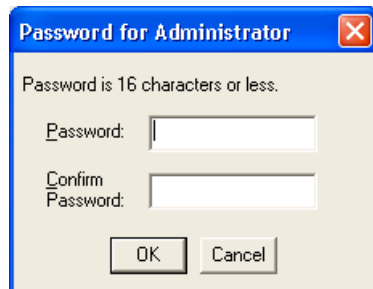 Password for Administrator
Password is 16 characters or less.
Password:
Confirm
Password:
OK Cancel